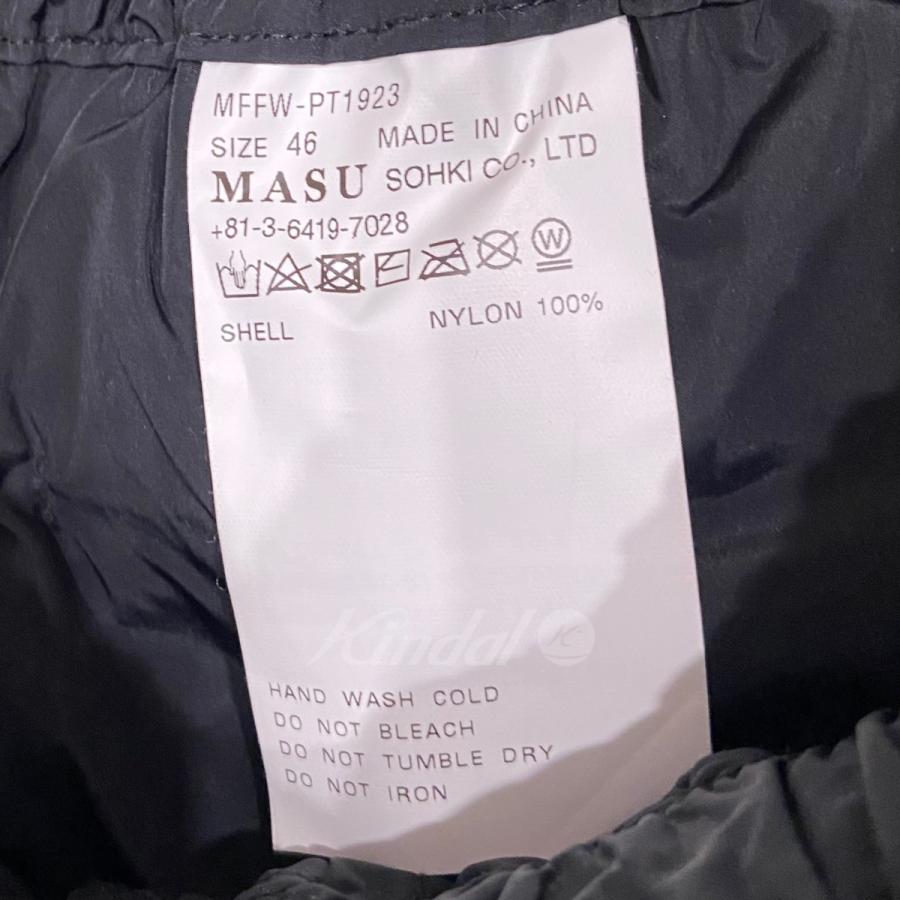 MFFW-PT1923
SIZE 46 MADE IN CHINA
MASU SOHKI CO., LTD
+81-3-6419-7028
W
SHELL NYLON 100%
Kindal K
HAND WASH COLD
DO NOT BLEACH
DO NOT TUMBLE DRY
DO NOT IRON